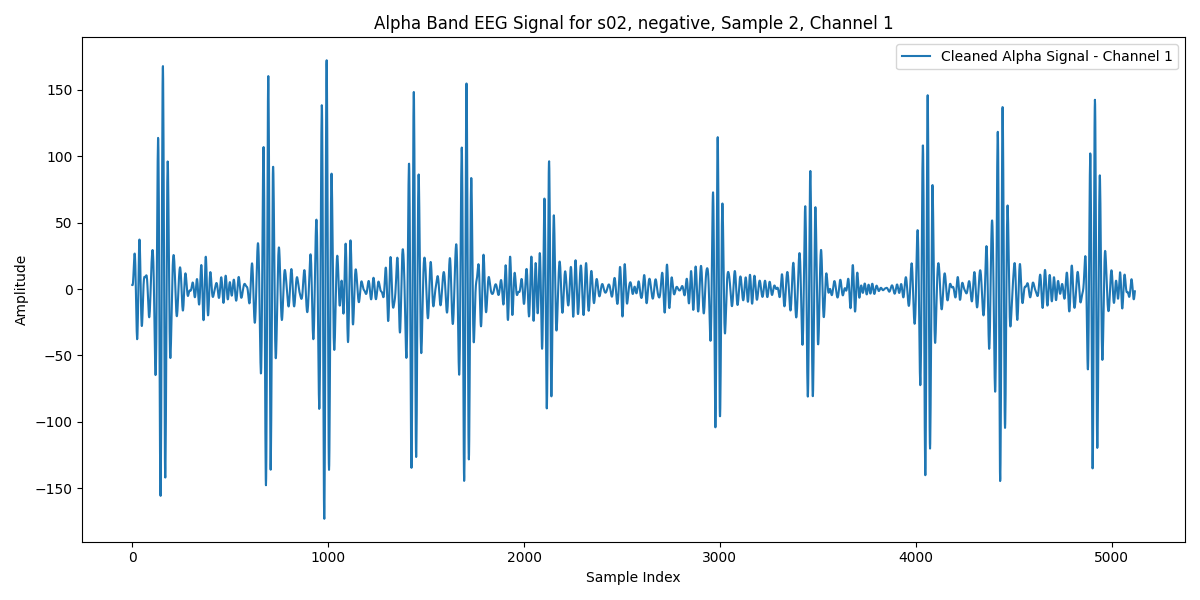 Alpha Band EEG Signal for s02, negative, Sample 2, Channel 1
Cleaned Alpha Signal - Channel 1
Amplitude
150
100
50
0
−50
−100
−150
0 1000 2000 3000 4000 5000
Sample Index